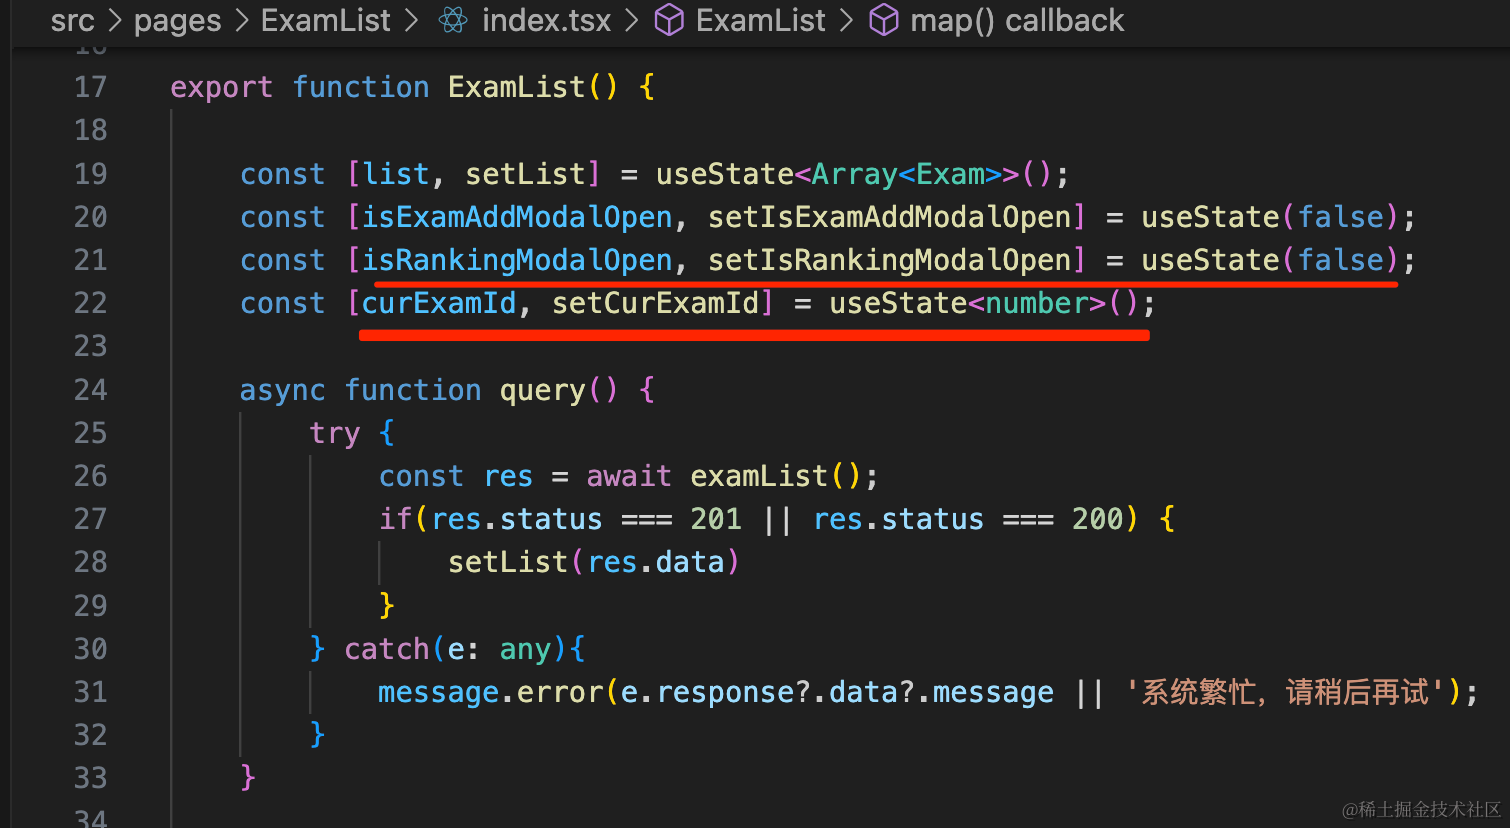 src > pages > ExamList > index.tsx > ExamList > map() callback
16
17 export function ExamList() {
18
19 const [list, setList] = useState<Array<Exam>>();
20 const [isExamAddModalOpen, setIsExamAddModalOpen] = useState(false);
21 const [isRankingModalOpen, setIsRankingModalOpen] = useState(false);
22 const [curExamId, setCurExamId] = useState<number>();
23
24 async function query() {
25 try {
26 const res = await examList();
27 if(res.status === 201 || res.status === 200) {
28 setList(res.data)
29 }
30 } catch(e: any){
31 message.error(e.response?.data?.message || '系统繁忙，请稍后再试');
32 }
33 }
34
@稀土掘金技术社区